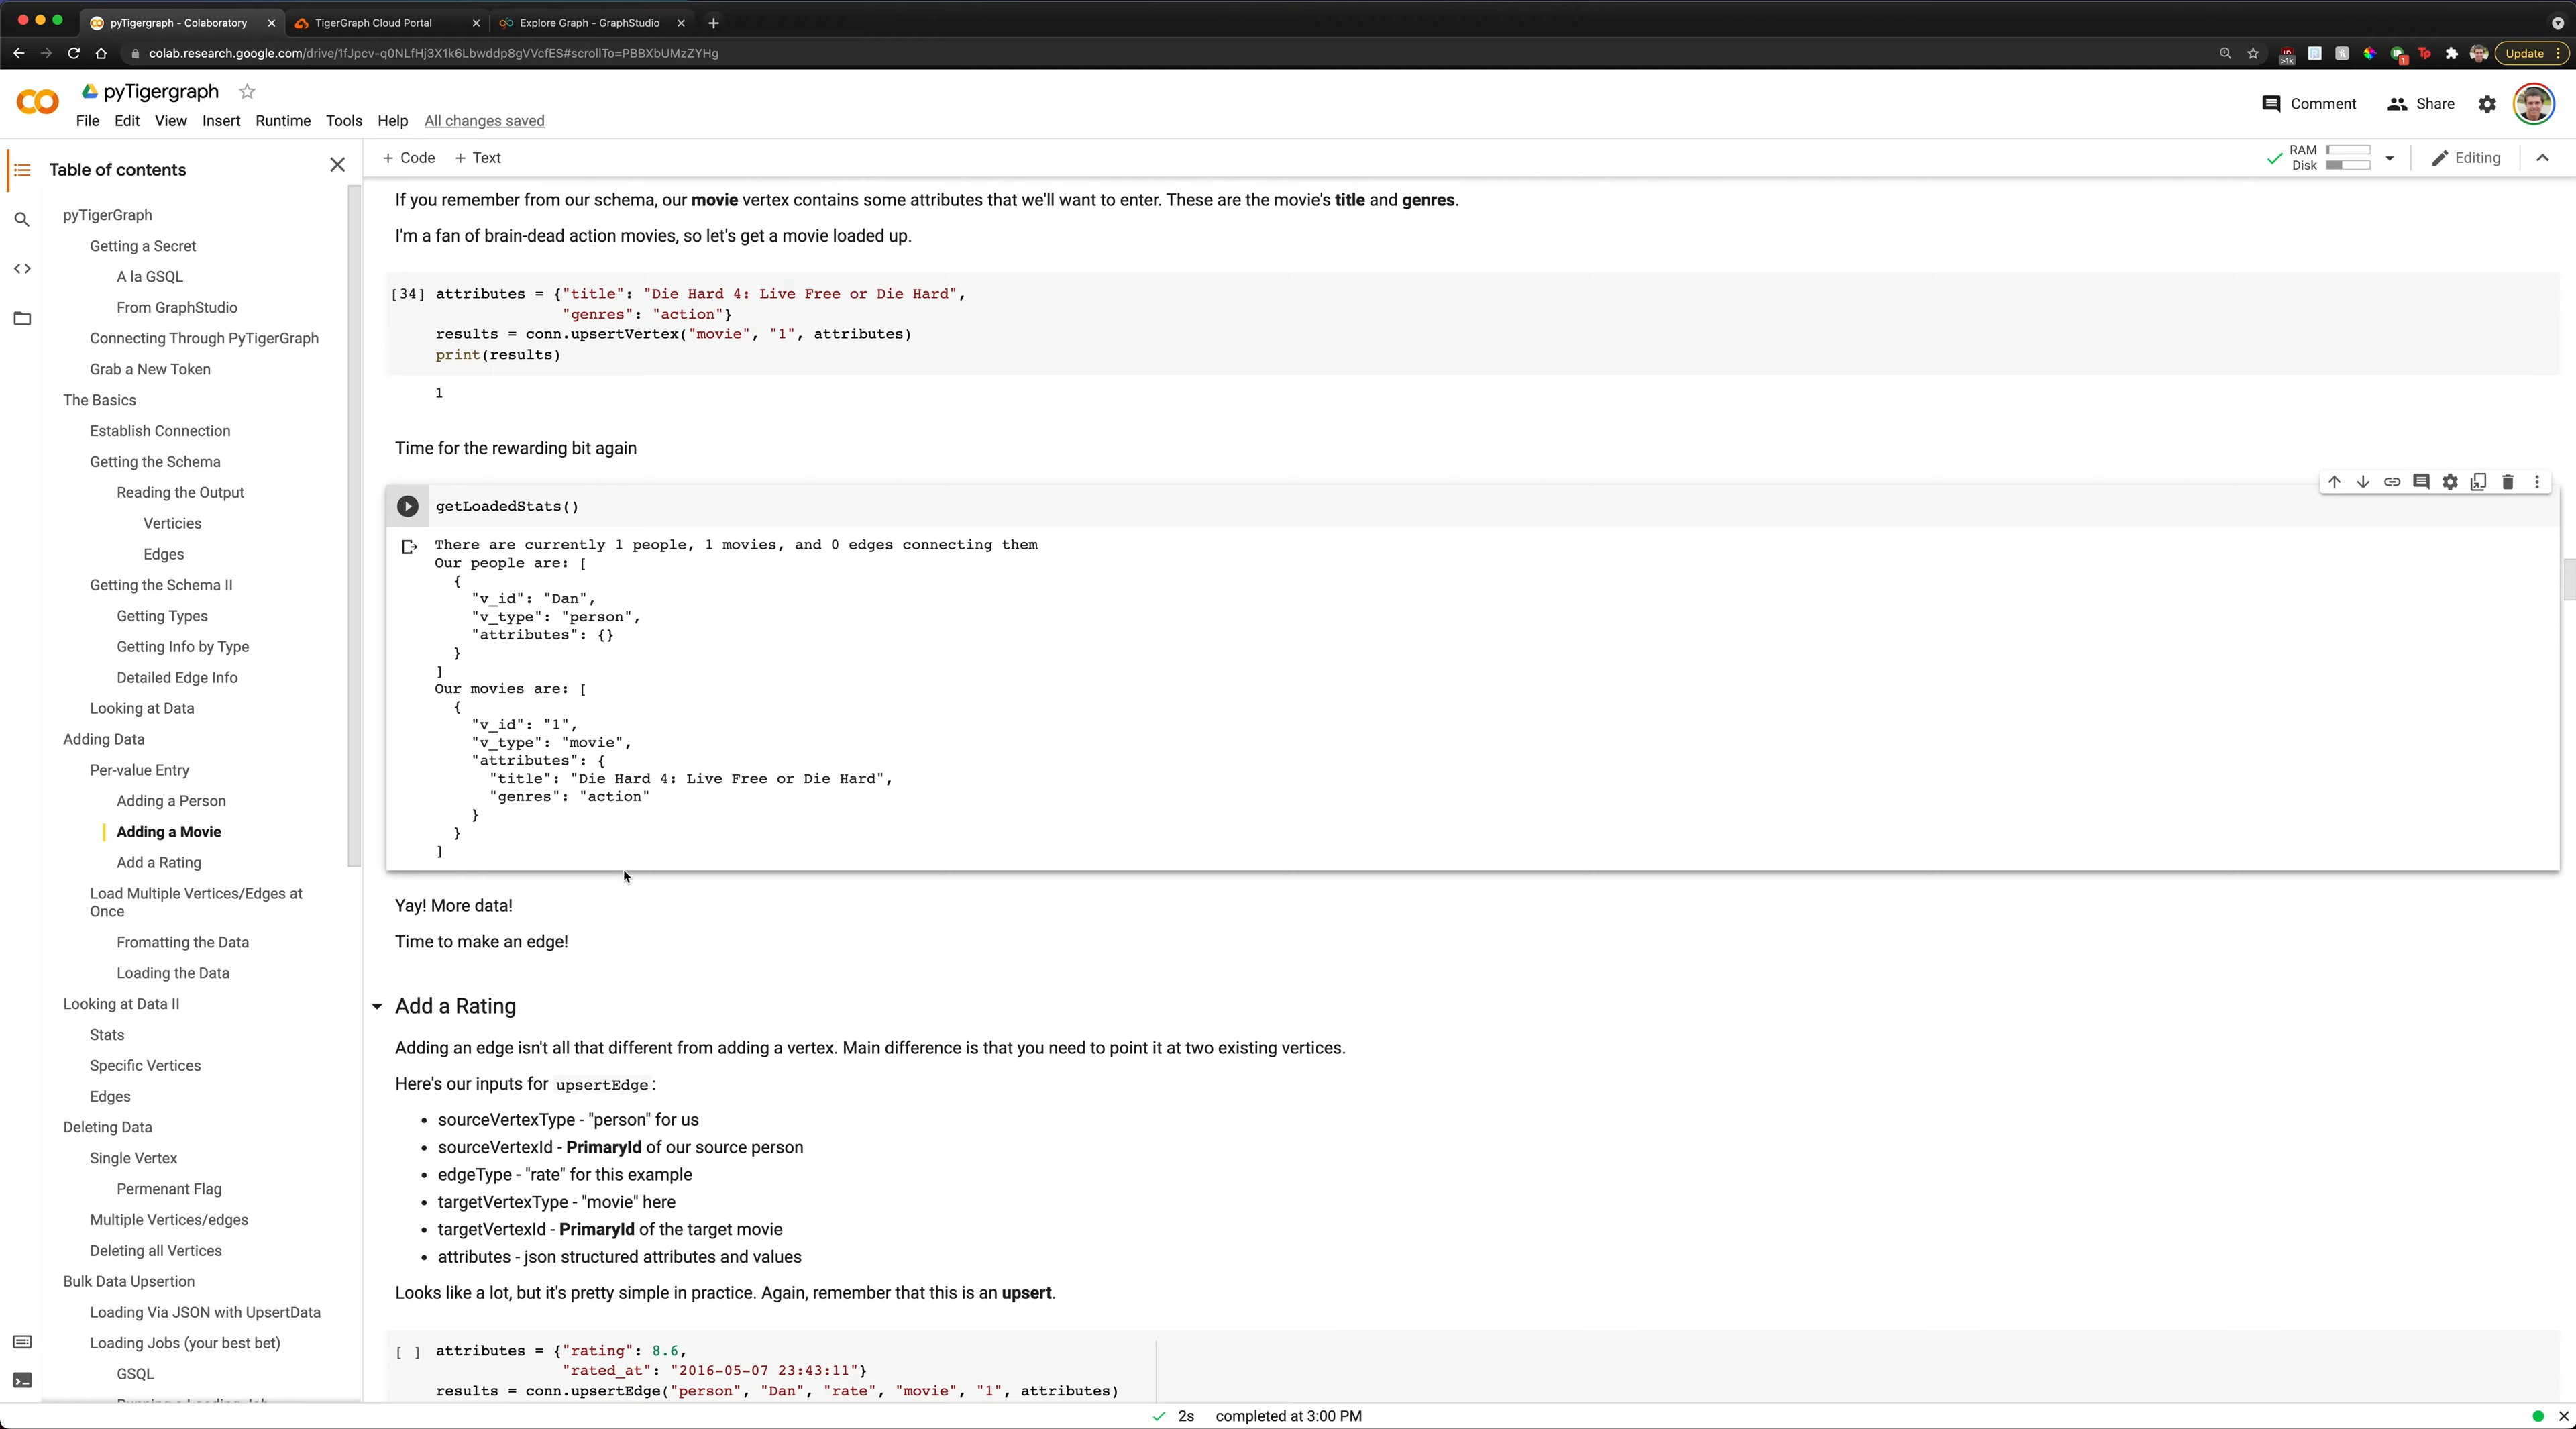 pyTigergraph - Colaboratory
TigerGraph Cloud Portal
Explore Graph - GraphStudio
colab.research.google.com/drive/1fJpcv-q0NLfHj3X1k6Lbwddp8gVVcfES#scrollTo=PBBXbUMzZYHg
>1k
1
Tp
Update
pyTigergraph
File Edit View Insert Runtime Tools Help All changes saved
Comment
Share
Table of contents
+ Code + Text
RAM
Disk
Editing
pyTigerGraph
Getting a Secret
A la GSQL
From GraphStudio
Connecting Through PyTigerGraph
Grab a New Token
The Basics
Establish Connection
Getting the Schema
Reading the Output
Verticies
Edges
Getting the Schema II
Getting Types
Getting Info by Type
Detailed Edge Info
Looking at Data
Adding Data
Per-value Entry
Adding a Person
Adding a Movie
Add a Rating
Load Multiple Vertices/Edges at
Once
Fromatting the Data
Loading the Data
Looking at Data II
Stats
Specific Vertices
Edges
Deleting Data
Single Vertex
Permenant Flag
Multiple Vertices/edges
Deleting all Vertices
Bulk Data Upsertion
Loading Via JSON with UpsertData
Loading Jobs (your best bet)
GSQL
If you remember from our schema, our movie vertex contains some attributes that we'll want to enter. These are the movie's title and genres.
I'm a fan of brain-dead action movies, so let's get a movie loaded up.
[34] attributes = {"title": "Die Hard 4: Live Free or Die Hard",
"genres": "action"}
results = conn.upsertVertex("movie", "1", attributes)
print(results)
1
Time for the rewarding bit again
getLoadedStats()
There are currently 1 people, 1 movies, and 0 edges connecting them
Our people are: [
{
"v_id": "Dan",
"v_type": "person",
"attributes": {}
}
]
Our movies are: [
{
"v_id": "1",
"v_type": "movie",
"attributes": {
"title": "Die Hard 4: Live Free or Die Hard",
"genres": "action"
}
}
]
Yay! More data!
Time to make an edge!
Add a Rating
Adding an edge isn't all that different from adding a vertex. Main difference is that you need to point it at two existing vertices.
Here's our inputs for upsertEdge:
• sourceVertexType - "person" for us
• sourceVertexId - PrimaryId of our source person
• edgeType - "rate" for this example
• targetVertexType - "movie" here
• targetVertexId - PrimaryId of the target movie
• attributes - json structured attributes and values
Looks like a lot, but it's pretty simple in practice. Again, remember that this is an upsert.
[ ] attributes = {"rating": 8.6,
"rated_at": "2016-05-07 23:43:11"}
results = conn.upsertEdge("person", "Dan", "rate", "movie", "1", attributes)
2s completed at 3:00 PM